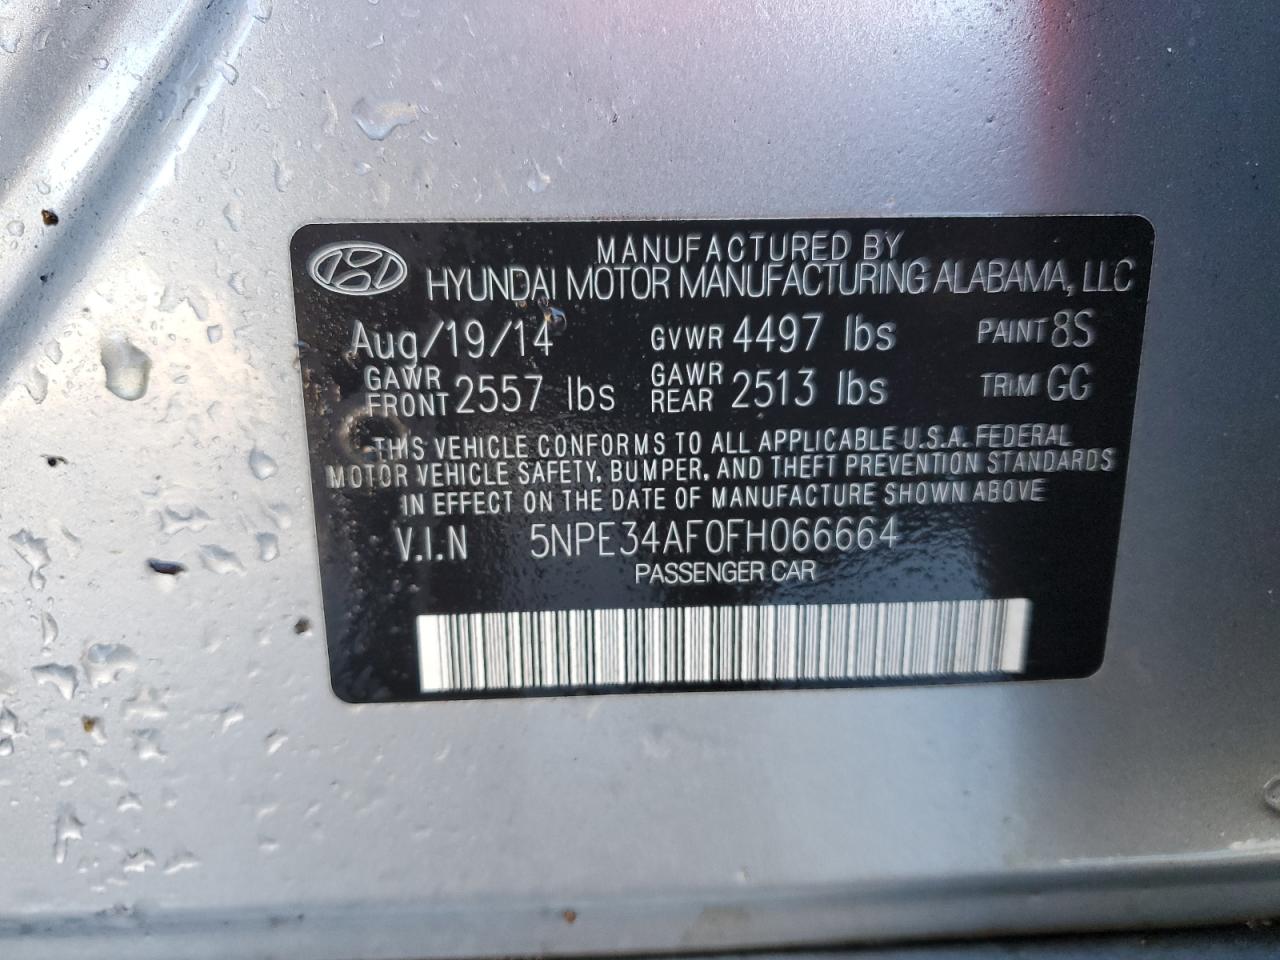 MANUFACTURED BY
HYUNDAI MOTOR MANUFACTURING ALABAMA, LLC
Aug/19/14 GVWR 4497 lbs PAINT 8S
GAWR FRONT 2557 lbs GAWR REAR 2513 lbs TRIM GG
THIS VEHICLE CONFORMS TO ALL APPLICABLE U.S.A. FEDERAL
MOTOR VEHICLE SAFETY, BUMPER, AND THEFT PREVENTION STANDARDS
IN EFFECT ON THE DATE OF MANUFACTURE SHOWN ABOVE
V.I.N 5NPE34AF0FH066664
PASSENGER CAR